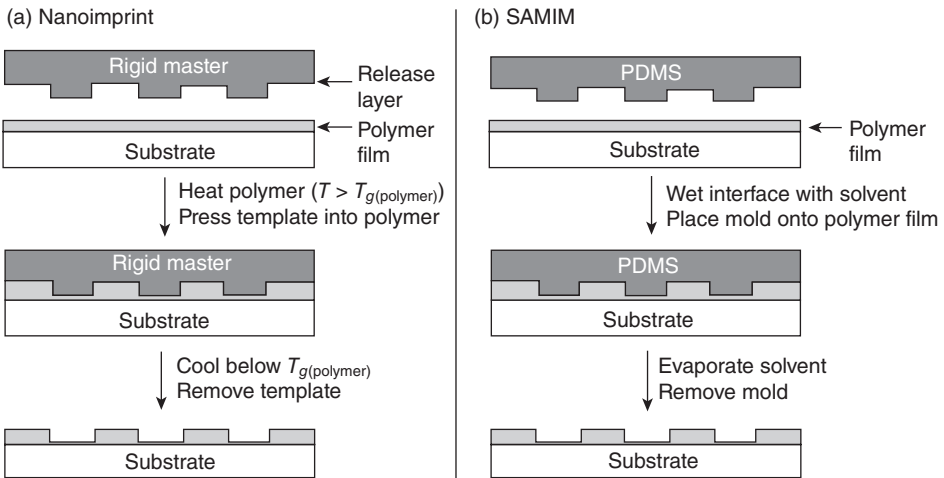 (a) Nanoimprint
Rigid master
Release
layer
Polymer
film
Substrate
Heat polymer (T > Tg(polymer))
Press template into polymer
Rigid master
Substrate
Cool below Tg(polymer)
Remove template
Substrate
(b) SAMIM
PDMS
Polymer
film
Substrate
Wet interface with solvent
Place mold onto polymer film
PDMS
Substrate
Evaporate solvent
Remove mold
Substrate